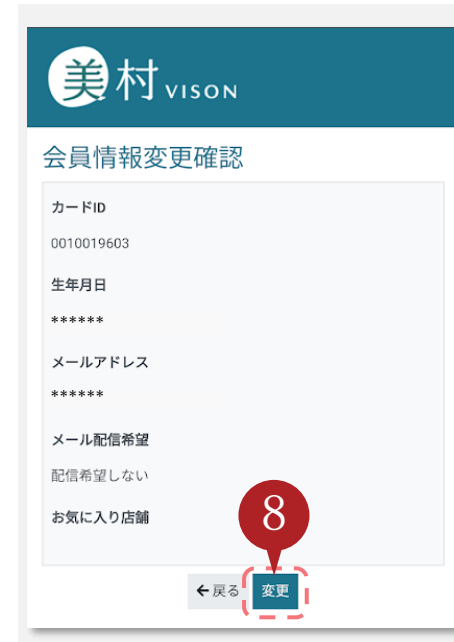 美村 VISON
会員情報変更確認
カードID
0010019603
生年月日
******
メールアドレス
******
メール配信希望
配信希望しない
お気に入り店舗
8
←戻る 変更